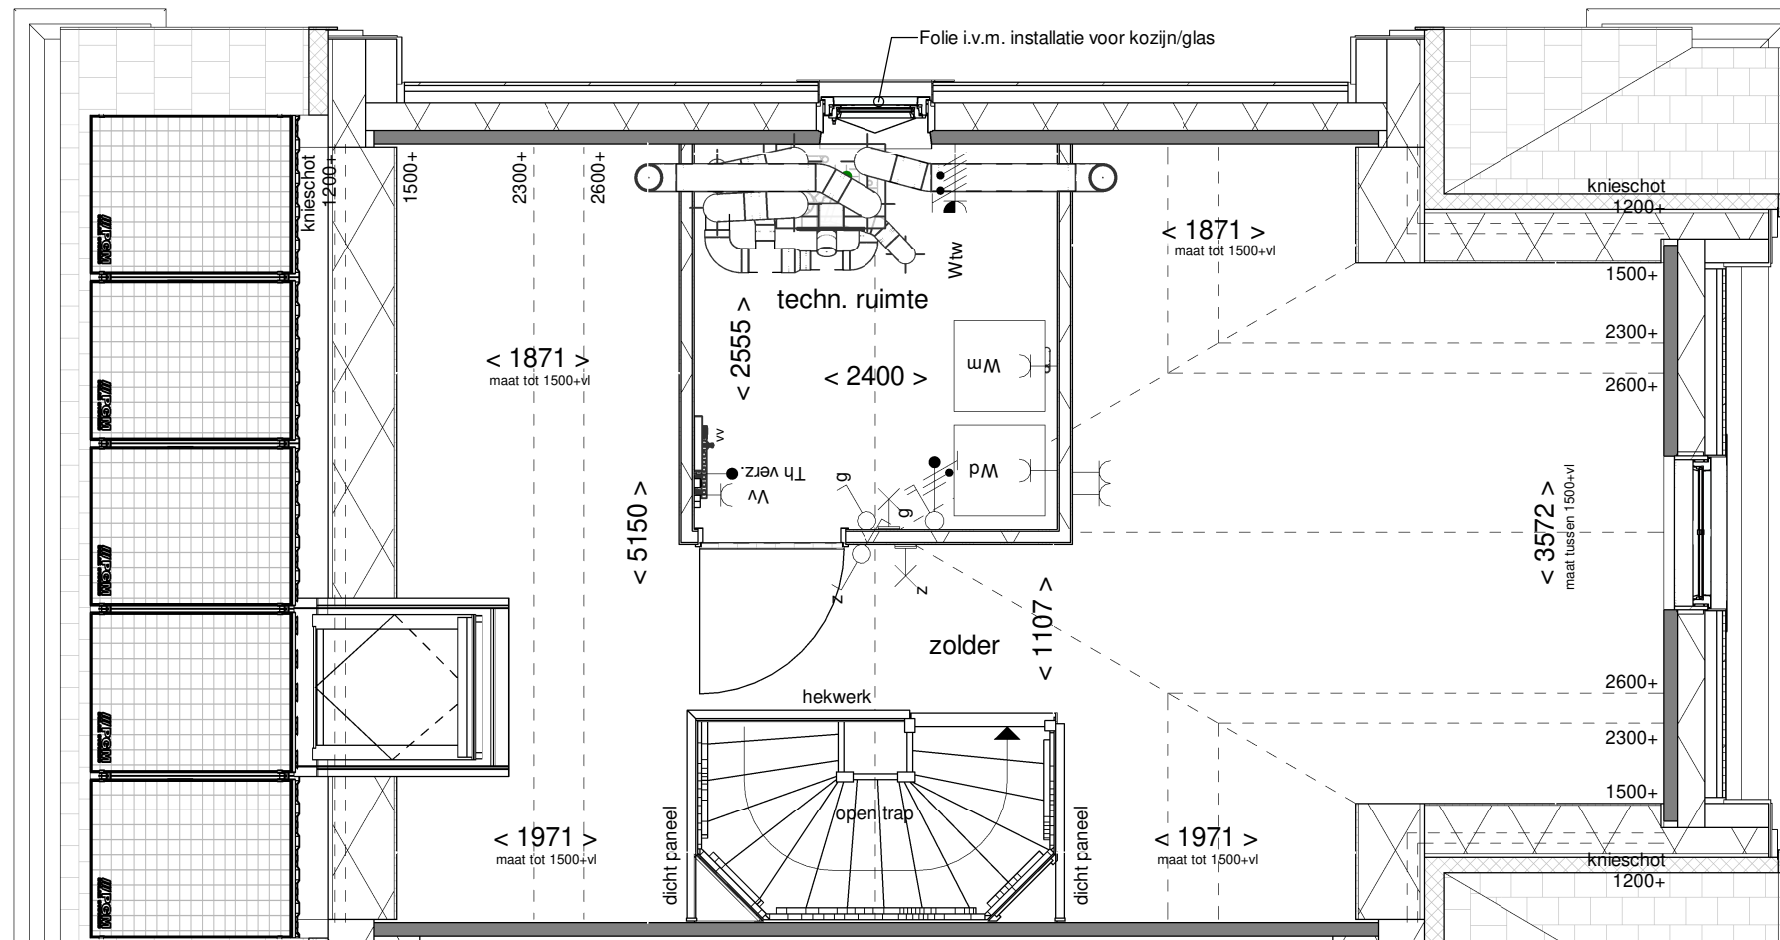 Folie i.v.m. installatie voor kozijn/glas
knieschot
1200+
1500+
2300+
2600+
knieschot
1200+
< 1871 >
maat tot 1500+vl
Wtw
techn. ruimte
1500+
2300+
2600+
< 1871 >
maat tot 1500+vl
< 2555 >
< 2400 >
Wm
vv
Th verz.
Vv
Wd
g
g
< 5150 >
< 3572 >
maat tussen 1500+vl
z
z
< 1107 >
zolder
hekwerk
2600+
2300+
1500+
open trap
< 1971 >
maat tot 1500+vl
dicht paneel
dicht paneel
< 1971 >
maat tot 1500+vl
knieschot
1200+